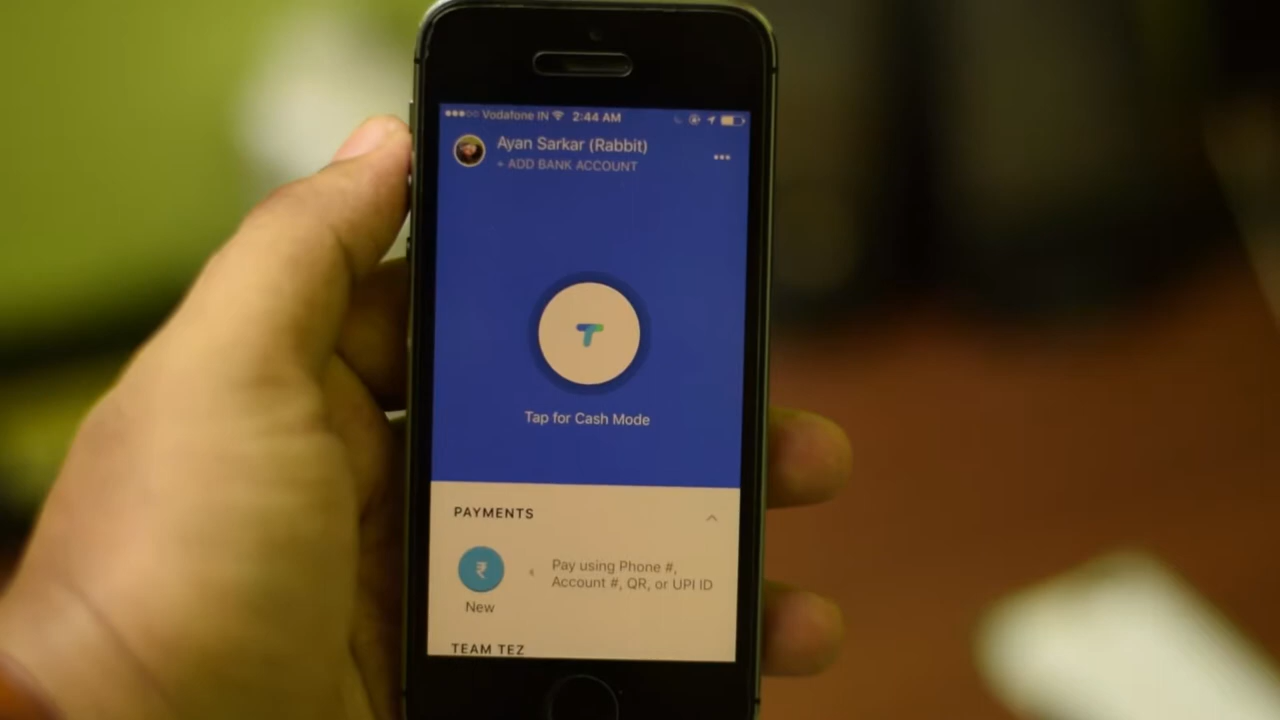 Vodafone IN 2:44 AM
Ayan Sarkar (Rabbit)
+ ADD BANK ACCOUNT
Tap for Cash Mode
PAYMENTS
₹
Pay using Phone #,
Account #, QR, or UPI ID
New
TEAM TEZ